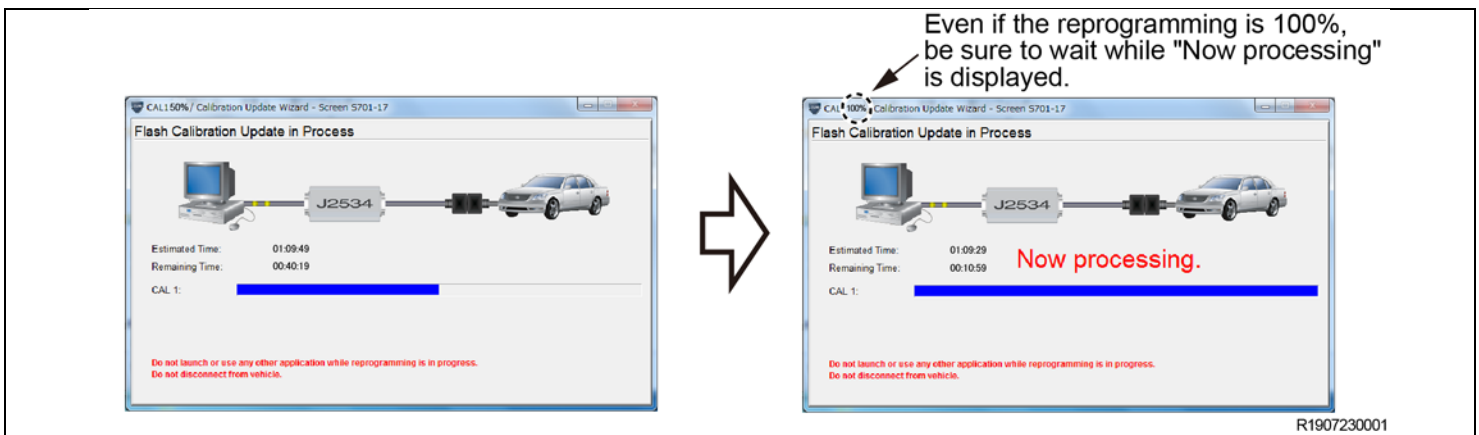 Even if the reprogramming is 100%,
be sure to wait while "Now processing"
is displayed.
CAL150%/ Calibration Update Wizard - Screen S701-17
Flash Calibration Update in Process
J2534
Estimated Time: 01:09:49
Remaining Time: 00:40:19
CAL 1:
Do not launch or use any other application while reprogramming is in progress.
Do not disconnect from vehicle.
CAL 100% Calibration Update Wizard - Screen S701-17
Flash Calibration Update in Process
J2534
Estimated Time: 01:09:29
Remaining Time: 00:10:59
Now processing.
CAL 1:
Do not launch or use any other application while reprogramming is in progress.
Do not disconnect from vehicle.
R1907230001